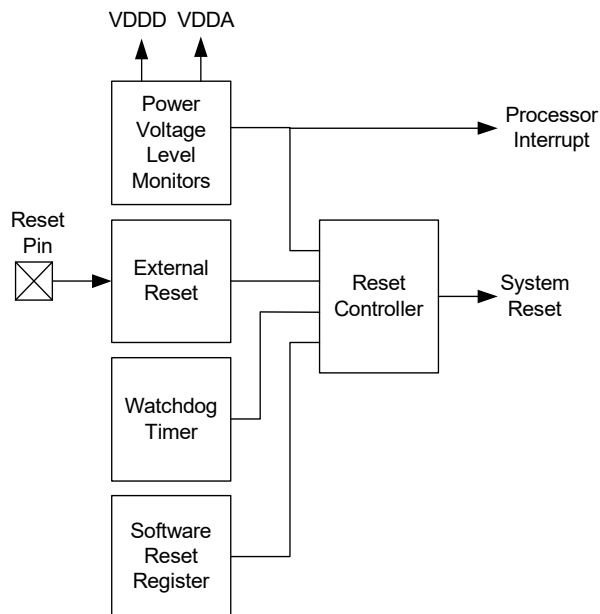 VDDD VDDA
Power
Voltage
Level
Monitors
Processor
Interrupt
Reset
Pin
External
Reset
Reset
Controller
System
Reset
Watchdog
Timer
Software
Reset
Register